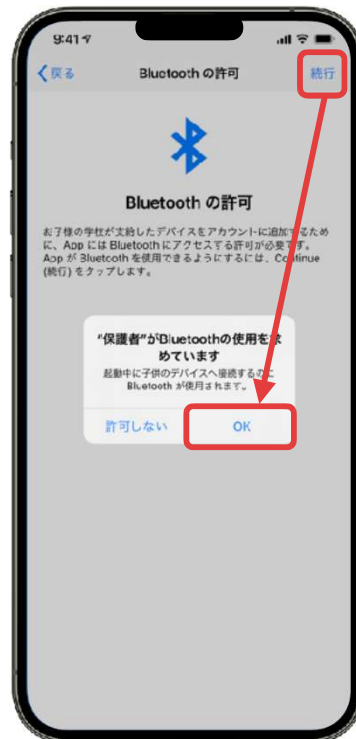 9:41
戻る
Bluetooth の許可
続行
Bluetooth の許可
お子様の学校が支給したデバイスをアカウントに追加するため
に、App には Bluetooth にアクセスする許可が必要です。
App が Bluetooth を使用できるようにするには、Continue
(続行) をタップします。
"保護者"がBluetoothの使用を求
めています
起動中に子供のデバイスへ接続するのに
Bluetooth が使用されます。
許可しない
OK